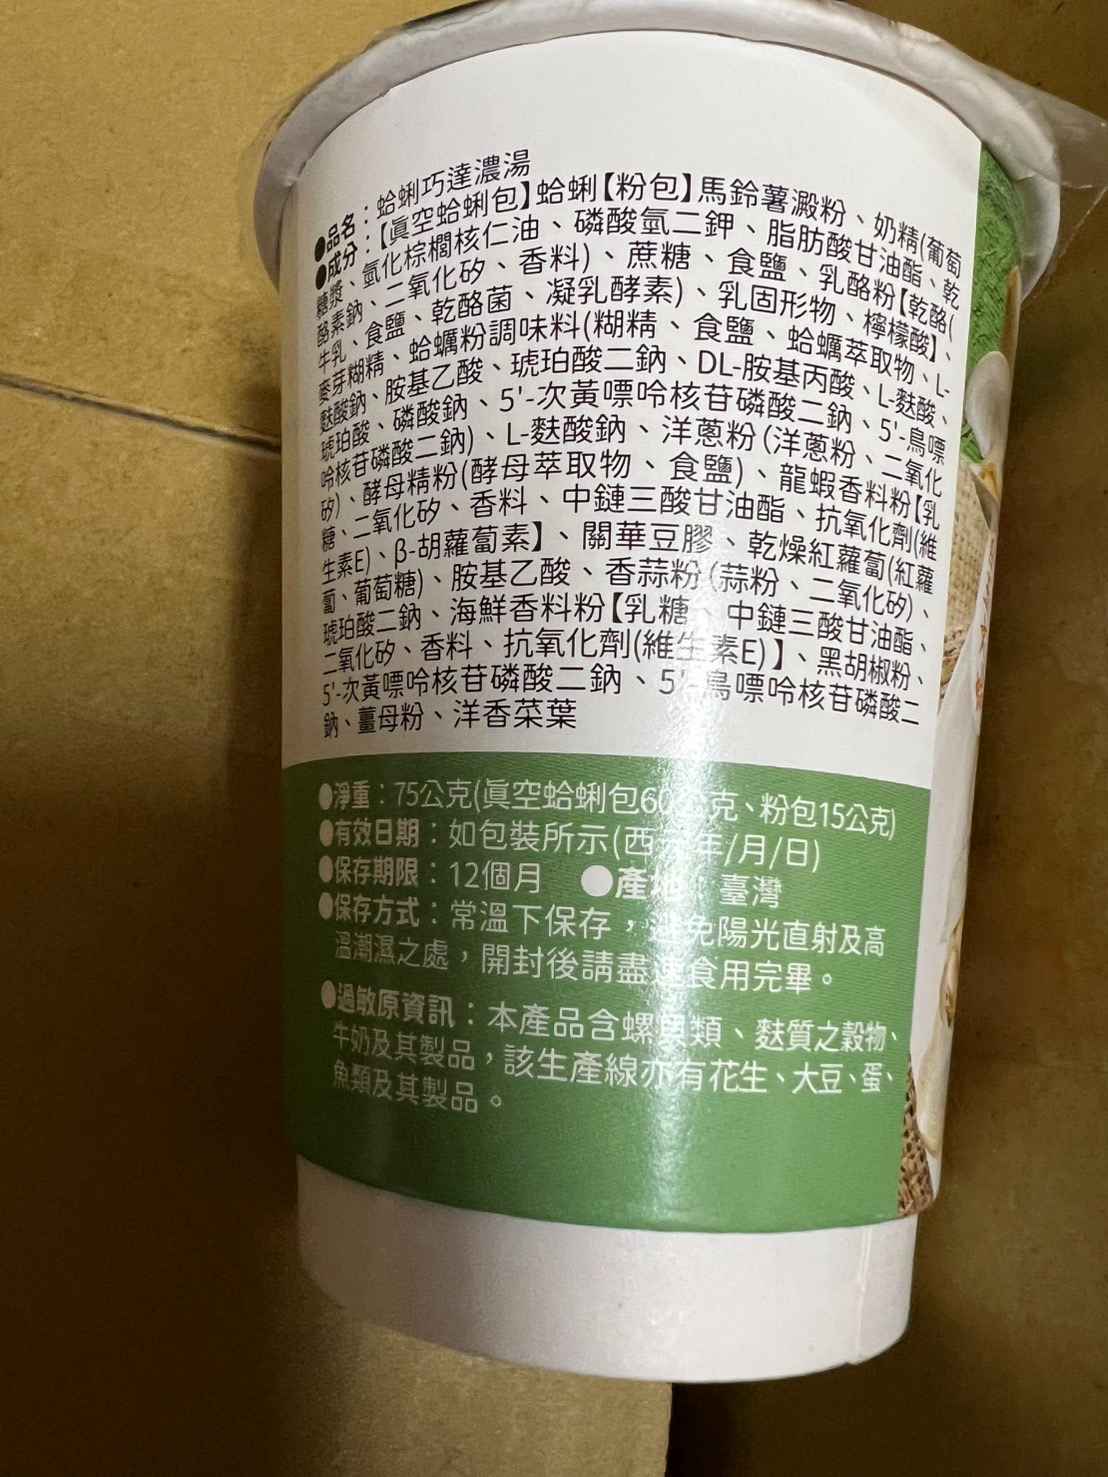 ●品名：蛤蜊巧達濃湯
●成分：【真空蛤蜊包】蛤蜊【粉包】馬鈴薯澱粉、奶精(葡萄
糖漿、氫化棕櫚核仁油、磷酸氫二鉀、脂肪酸甘油酯、乾
酪素鈉、二氧化矽、香料)、蔗糖、食鹽、乳酪粉【乾酪(
牛乳、食鹽、乾酪菌、凝乳酵素)、乳固形物、檸檬酸】、
麥芽糊精、蛤蠣粉調味料(糊精、食鹽、蛤蠣萃取物、L-
麩酸鈉、胺基乙酸、琥珀酸二鈉、DL-胺基丙酸、L-麩酸、
琥珀酸、磷酸鈉、5'-次黃嘌呤核苷磷酸二鈉、5'-鳥嘌
呤核苷磷酸二鈉)、L-麩酸鈉、洋蔥粉(洋蔥粉、二氧化
矽)、酵母精粉(酵母萃取物、食鹽)、龍蝦香料粉【乳
糖、二氧化矽、香料、中鏈三酸甘油酯、抗氧化劑(維
生素E)、β-胡蘿蔔素】、關華豆膠、乾燥紅蘿蔔(紅蘿
蔔、葡萄糖)、胺基乙酸、香蒜粉(蒜粉、二氧化矽)、
琥珀酸二鈉、海鮮香料粉【乳糖、中鏈三酸甘油酯、
二氧化矽、香料、抗氧化劑(維生素E)】、黑胡椒粉、
5'-次黃嘌呤核苷磷酸二鈉、5'-鳥嘌呤核苷磷酸二
鈉、薑母粉、洋香菜葉
●淨重：75公克(真空蛤蜊包60公克、粉包15公克)
●有效日期：如包裝所示(西元年/月/日)
●保存期限：12個月 ●產地：臺灣
●保存方式：常溫下保存，避免陽光直射及高
溫潮濕之處，開封後請盡速食用完畢。
●過敏原資訊：本產品含螺貝類、麩質之穀物、
牛奶及其製品，該生產線亦有花生、大豆、蛋、
魚類及其製品。